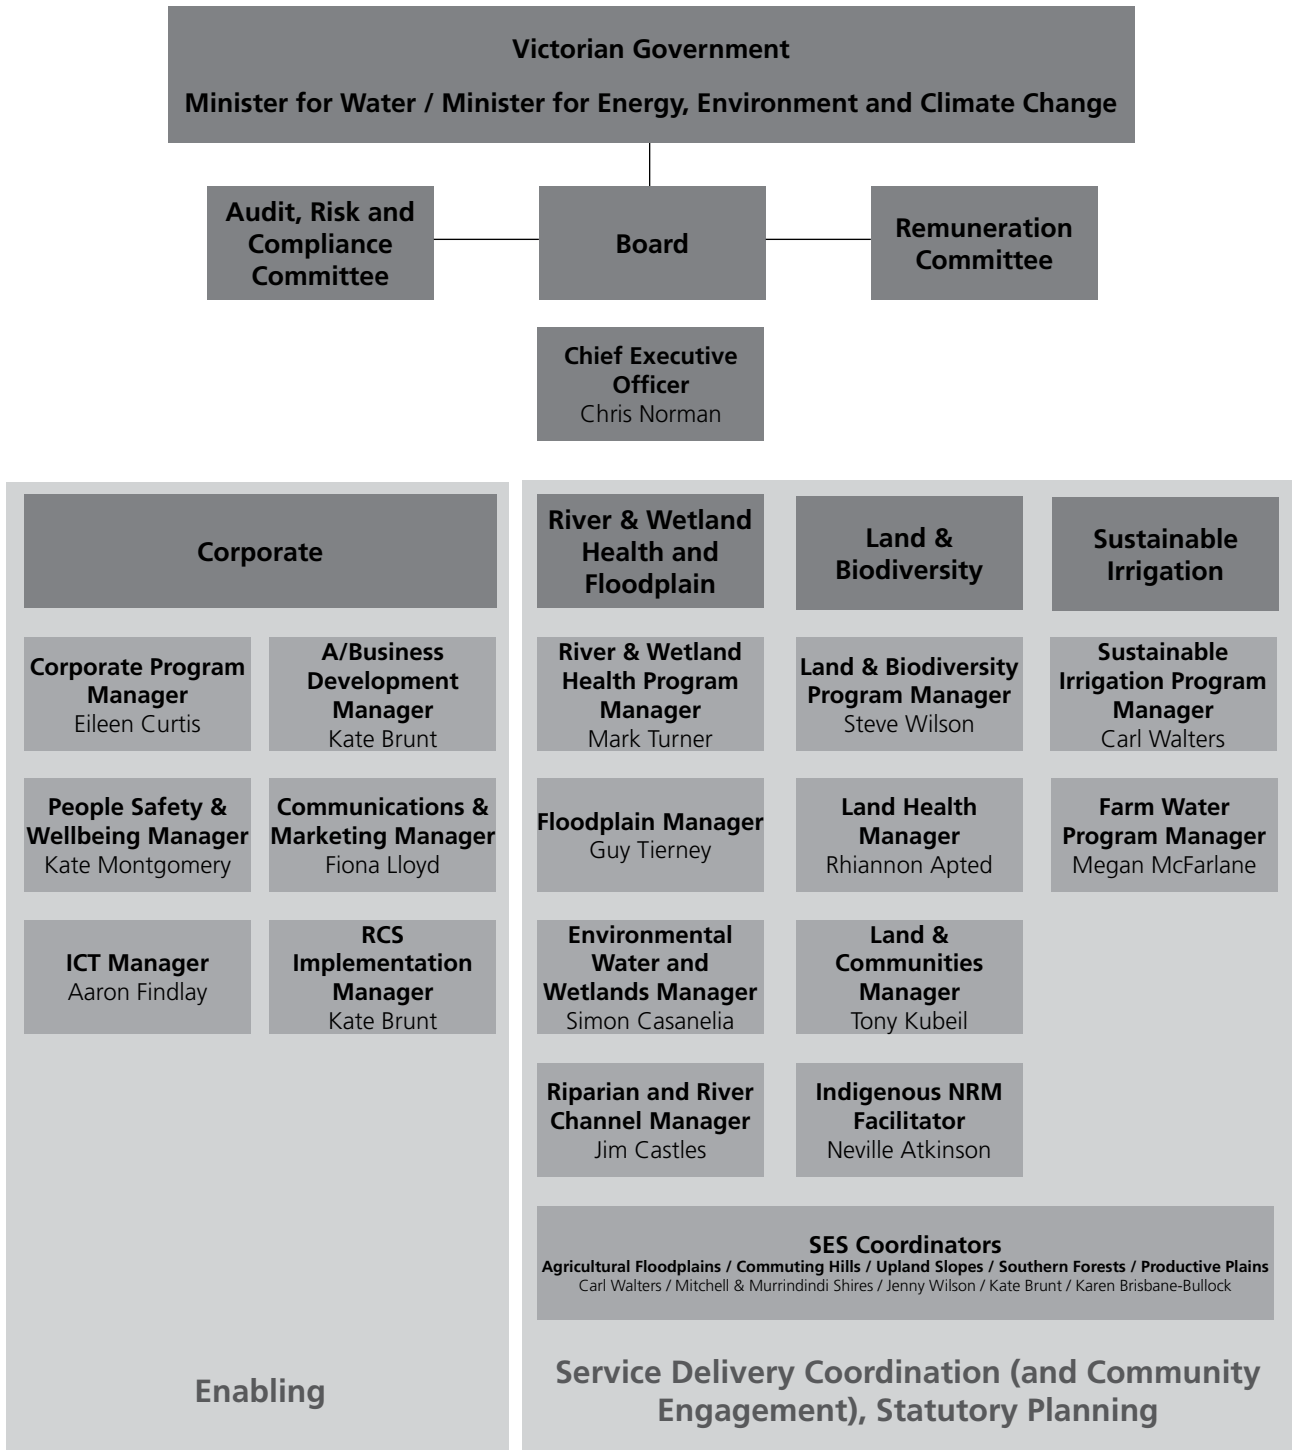 Victorian Government
Minister for Water / Minister for Energy, Environment and Climate Change
Audit, Risk and
Compliance
Committee
Board
Remuneration
Committee
Chief Executive
Officer
Chris Norman
Corporate
Corporate Program
Manager
Eileen Curtis
A/Business
Development
Manager
Kate Brunt
People Safety &
Wellbeing Manager
Kate Montgomery
Communications &
Marketing Manager
Fiona Lloyd
ICT Manager
Aaron Findlay
RCS
Implementation
Manager
Kate Brunt
Enabling
River & Wetland
Health and
Floodplain
River & Wetland
Health Program
Manager
Mark Turner
Floodplain Manager
Guy Tierney
Environmental
Water and
Wetlands Manager
Simon Casanelia
Riparian and River
Channel Manager
Jim Castles
Land &
Biodiversity
Land & Biodiversity
Program Manager
Steve Wilson
Land Health
Manager
Rhiannon Apted
Land &
Communities
Manager
Tony Kubeil
Indigenous NRM
Facilitator
Neville Atkinson
Sustainable
Irrigation
Sustainable
Irrigation Program
Manager
Carl Walters
Farm Water
Program Manager
Megan McFarlane
SES Coordinators
Agricultural Floodplains / Commuting Hills / Upland Slopes / Southern Forests / Productive Plains
Carl Walters / Mitchell & Murrindindi Shires / Jenny Wilson / Kate Brunt / Karen Brisbane-Bullock
Service Delivery Coordination (and Community
Engagement), Statutory Planning